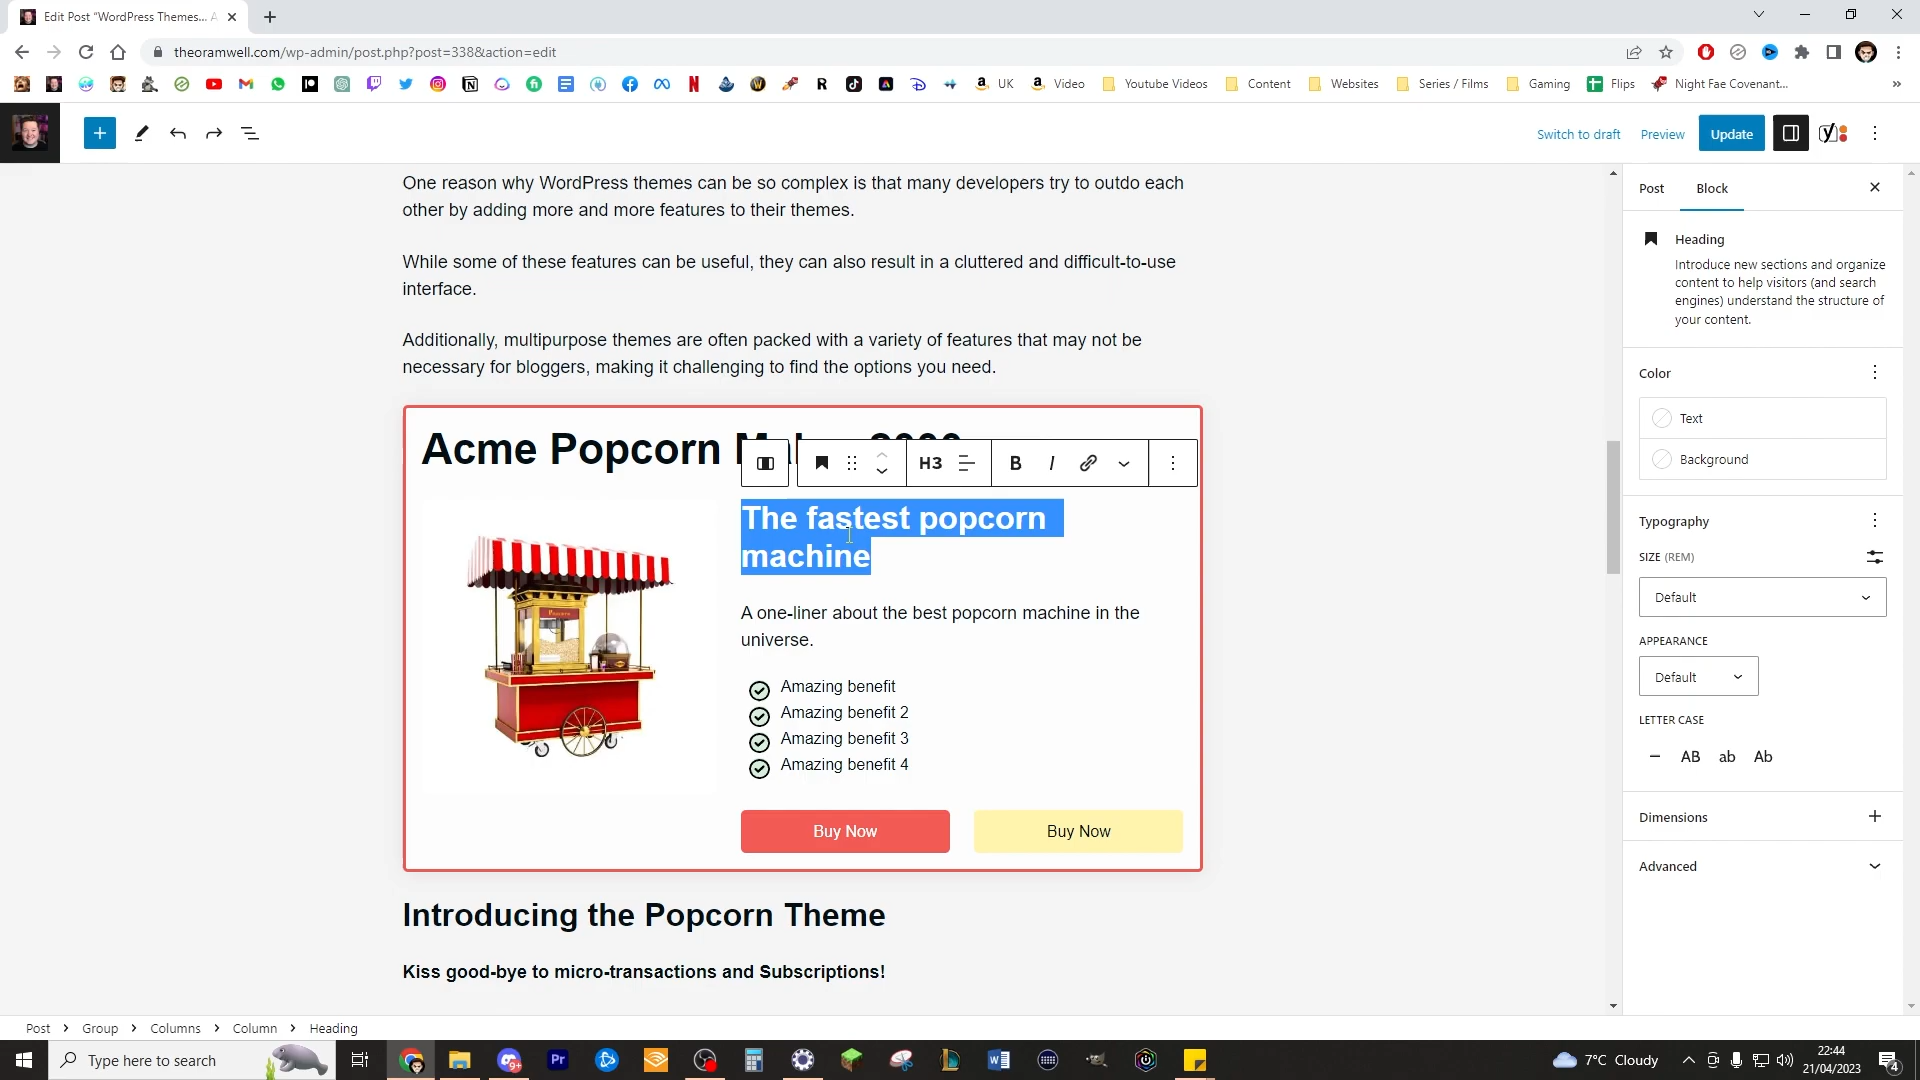 Edit Post “WordPress Themes... A
theoramwell.com/wp-admin/post.php?post=338&action=edit
UK
Video
Youtube Videos
Content
Websites
Series / Films
Gaming
Flips
Night Fae Covenant...
Switch to draft
Preview
Update
Post
Block
Heading
Introduce new sections and organize
content to help visitors (and search
engines) understand the structure of
your content.
Color
Text
Background
Typography
SIZE (REM)
Default
APPEARANCE
Default
LETTER CASE
AB ab Ab
Dimensions
Advanced
One reason why WordPress themes can be so complex is that many developers try to outdo each
other by adding more and more features to their themes.
While some of these features can be useful, they can also result in a cluttered and difficult-to-use
interface.
Additionally, multipurpose themes are often packed with a variety of features that may not be
necessary for bloggers, making it challenging to find the options you need.
Acme Popcorn
H3 B I
The fastest popcorn
machine
A one-liner about the best popcorn machine in the
universe.
Amazing benefit
Amazing benefit 2
Amazing benefit 3
Amazing benefit 4
Buy Now
Buy Now
Introducing the Popcorn Theme
Kiss good-bye to micro-transactions and Subscriptions!
Post
Group
Columns
Column
Heading
Type here to search
7°C Cloudy
22:44
21/04/2023